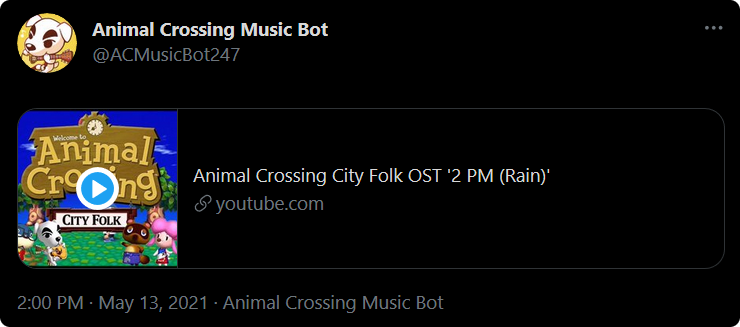 Animal Crossing Music Bot
@ACMusicBot247
Welcome to
Animal
Crossing
CITY FOLK
Animal Crossing City Folk OST '2 PM (Rain)'
youtube.com
2:00 PM · May 13, 2021 · Animal Crossing Music Bot